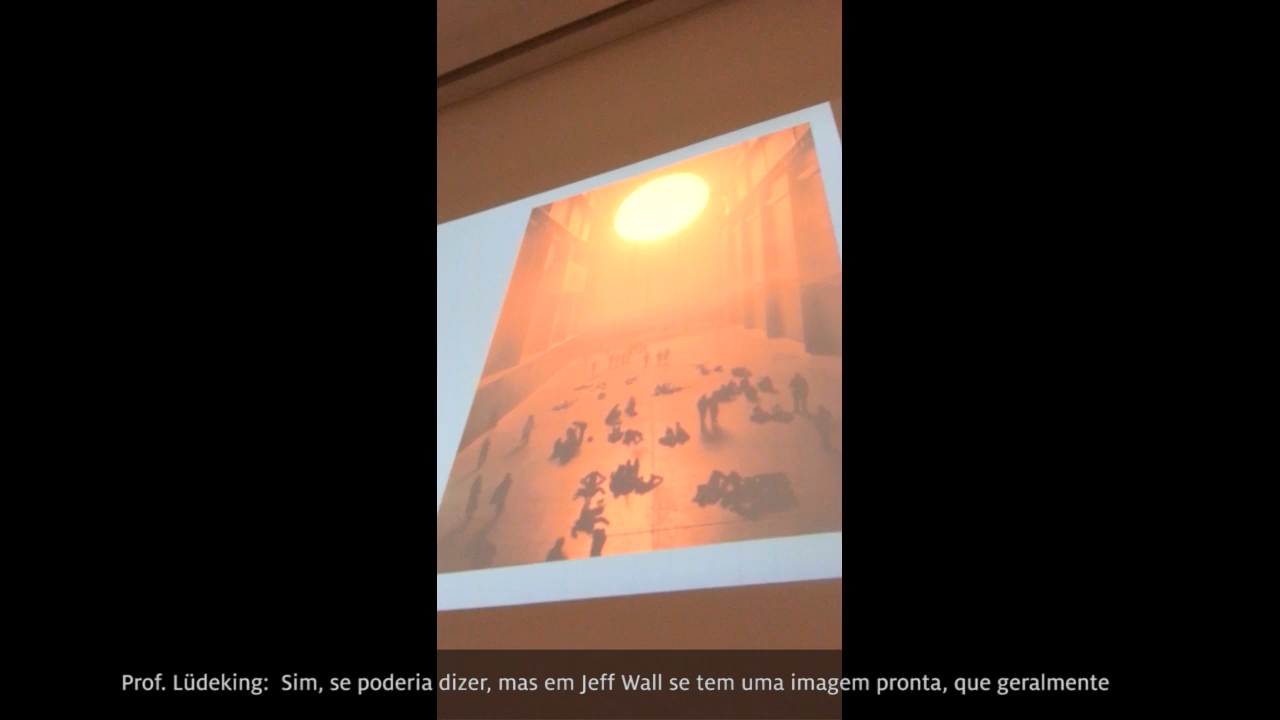 Prof. Lüdeking:  Sim, se poderia dizer, mas em Jeff Wall se tem uma imagem pronta, que geralmente